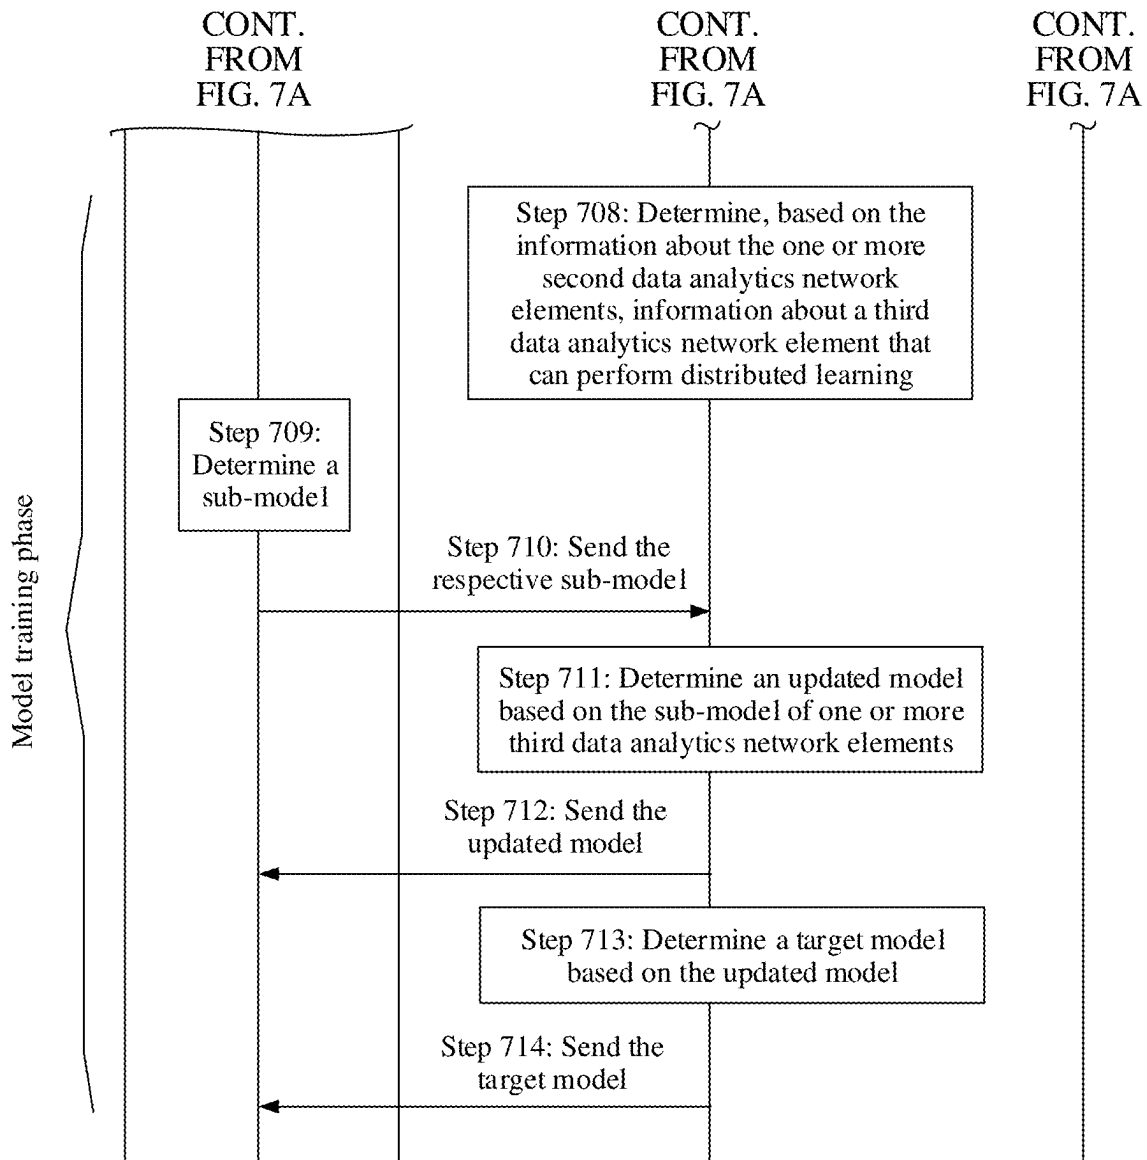 CONT.
FROM
FIG. 7A
CONT.
FROM
FIG. 7A
CONT.
FROM
FIG. 7A
Step 708: Determine, based on the
information about the one or more
second data analytics network
elements, information about a third
data analytics network element that
can perform distributed learning
Step 709:
Determine a
sub-model
Model training phase
Step 710: Send the
respective sub-model
Step 711: Determine an updated model
based on the sub-model of one or more
third data analytics network elements
Step 712: Send the
updated model
Step 713: Determine a target model
based on the updated model
Step 714: Send the
target model